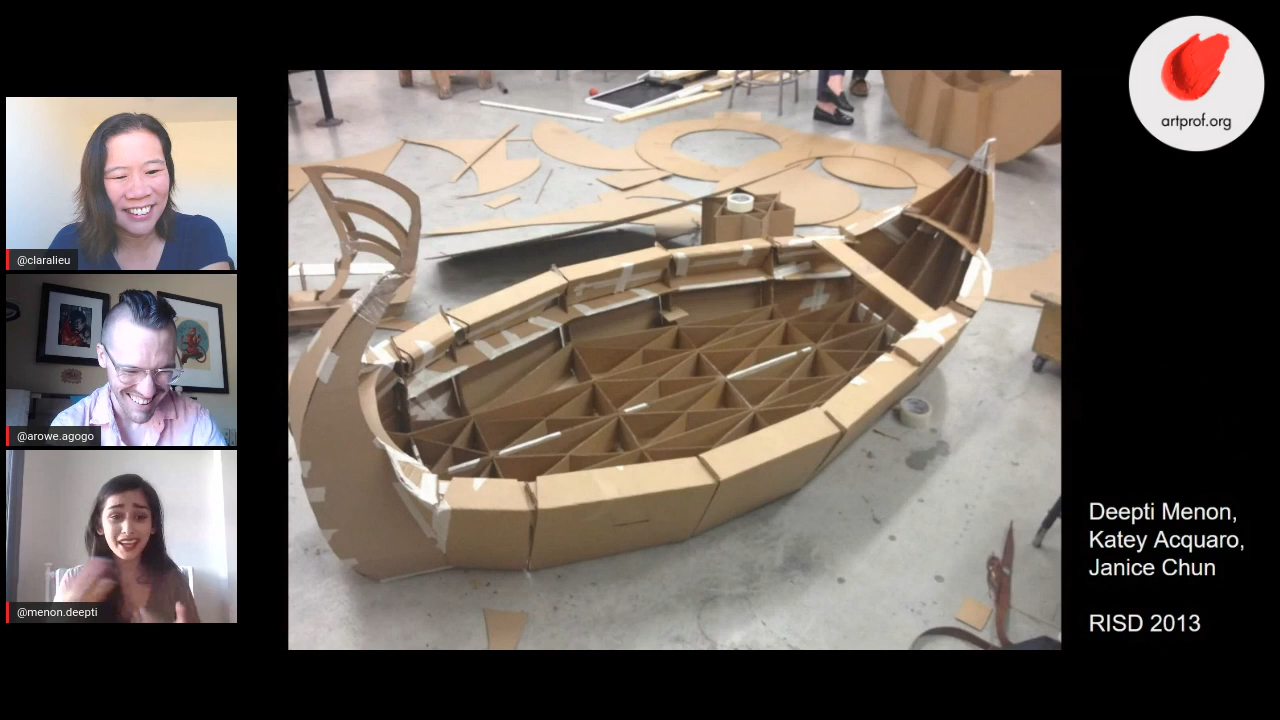 artprof.org
@claralieu
@arowe.agogo
@menon.deepti
Deepti Menon,
Katey Acquaro,
Janice Chun
RISD 2013